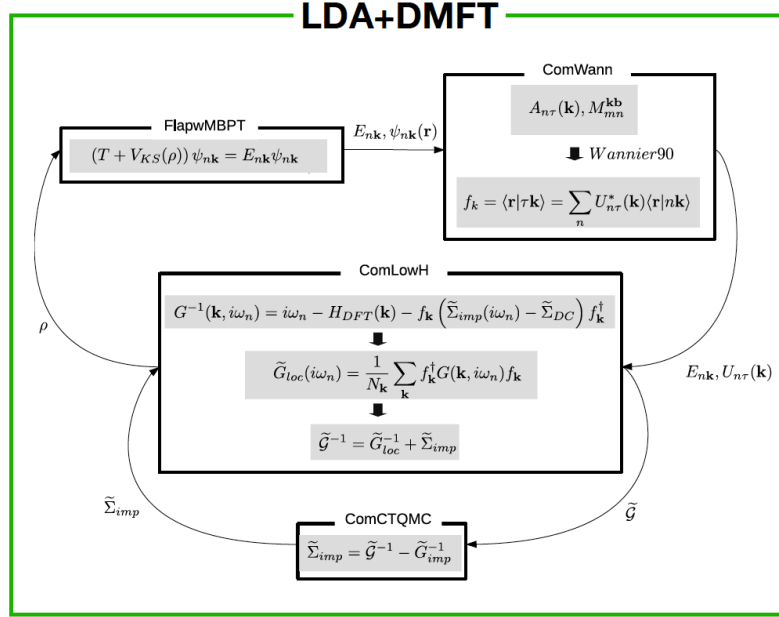 LDA+DMFT
ComWann
A_{nτ}(𝐤), M_{mn}^{𝐤𝐛}
Wannier90
f_k = ⟨𝐫|τ𝐤⟩ = ∑_n U*_{nτ}(𝐤)⟨𝐫|n𝐤⟩
FlapwMBPT
(T + V_{KS}(ρ)) ψ_{n𝐤} = E_{n𝐤}ψ_{n𝐤}
E_{n𝐤}, ψ_{n𝐤}(𝐫)
ComLowH
G^{-1}(𝐤, iω_n) = iω_n − H_{DFT}(𝐤) − f_𝐤 (Σ̃_{imp}(iω_n) − Σ̃_{DC}) f_𝐤^†
G̃_{loc}(iω_n) = 1/N_𝐤 ∑_𝐤 f_𝐤^† G(𝐤, iω_n) f_𝐤
𝒢̃^{-1} = G̃_{loc}^{-1} + Σ̃_{imp}
ρ
E_{n𝐤}, U_{nτ}(𝐤)
Σ̃_{imp}
𝒢̃
ComCTQMC
Σ̃_{imp} = 𝒢̃^{-1} − G̃_{imp}^{-1}